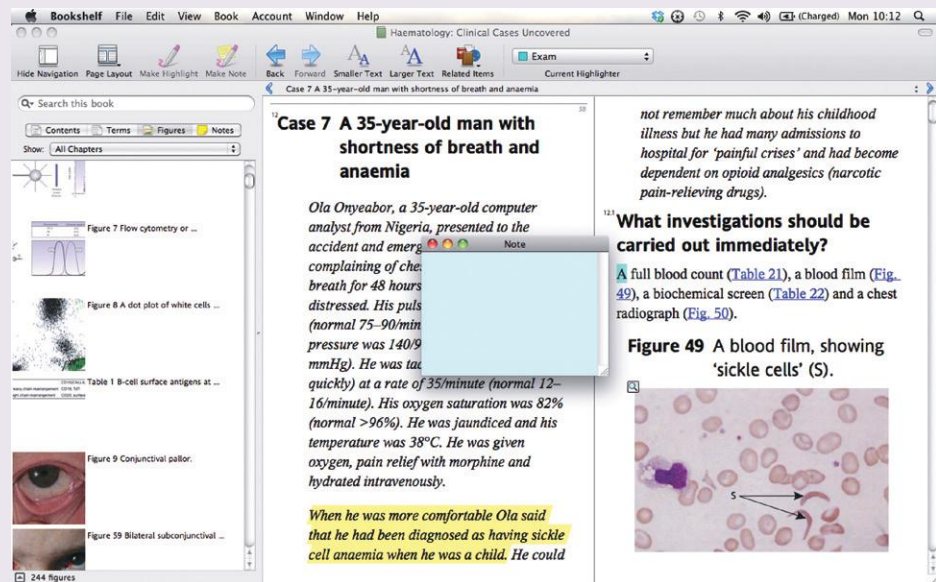 Bookshelf File Edit View Book Account Window Help (Charged) Mon 10:12
Haematology: Clinical Cases Uncovered
Hide Navigation Page Layout Make Highlight Make Note Back Forward Smaller Text Larger Text Related Items Current Highlighter
Exam
Case 7 A 35-year-old man with shortness of breath and anaemia
Search this book
Contents Terms Figures Notes
Show: All Chapters
Figure 7 Flow cytometry or ...
Figure 8 A dot plot of white cells ...
Table 1 B-cell surface antigens at ...
Figure 9 Conjunctival pallor.
Figure 59 Bilateral subconjunctival ...
244 figures
12
58
Case 7 A 35-year-old man with
shortness of breath and
anaemia
Ola Onyeabor, a 35-year-old computer
analyst from Nigeria, presented to the
accident and emerg
complaining of che
breath for 48 hours
distressed. His puls
(normal 75–90/min
pressure was 140/9
mmHg). He was tac
quickly) at a rate of 35/minute (normal 12–
16/minute). His oxygen saturation was 82%
(normal >96%). He was jaundiced and his
temperature was 38°C. He was given
oxygen, pain relief with morphine and
hydrated intravenously.
When he was more comfortable Ola said
that he had been diagnosed as having sickle
cell anaemia when he was a child. He could
Note
not remember much about his childhood
illness but he had many admissions to
hospital for ‘painful crises’ and had become
dependent on opioid analgesics (narcotic
pain-relieving drugs).
12.1
What investigations should be
carried out immediately?
A full blood count (Table 21), a blood film (Fig.
49), a biochemical screen (Table 22) and a chest
radiograph (Fig. 50).
Figure 49 A blood film, showing
‘sickle cells’ (S).
S